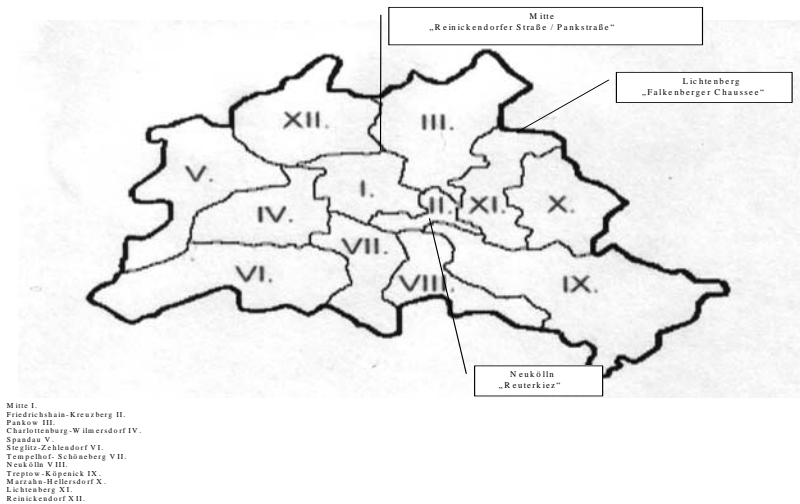 Mitte
„Reinickendorfer Straße / Pankstraße“
Lichtenberg
„Falkenberger Chaussee“
XII.
III.
V.
I.
II.
XI.
X.
IV.
VII.
VI.
VIII.
IX.
Neukölln
„Reuterkiez“
Mitte I.
Friedrichshain-Kreuzberg II.
Pankow III.
Charlottenburg-Wilmersdorf IV.
Spandau V.
Steglitz-Zehlendorf VI.
Tempelhof- Schöneberg VII.
Neukölln VIII.
Treptow-Köpenick IX.
Marzahn-Hellersdorf X.
Lichtenberg XI.
Reinickendorf XII.